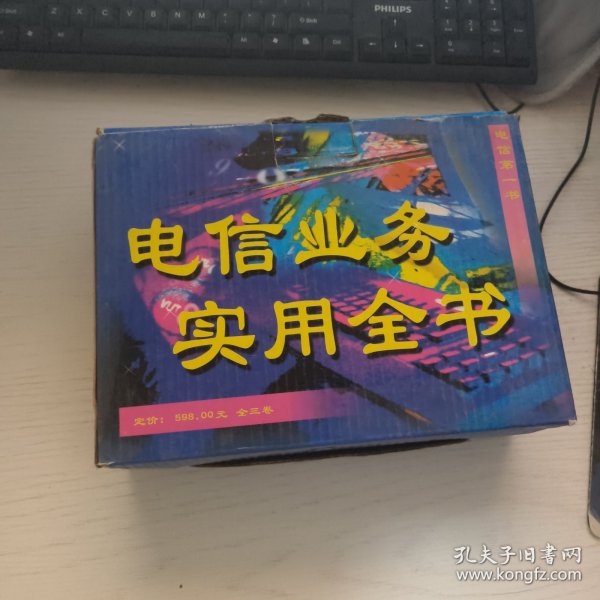 PHILIPS
电信第一书
电信业务
实用全书
定价：598.00元 全三卷
孔夫子旧书网
www.kongfz.com